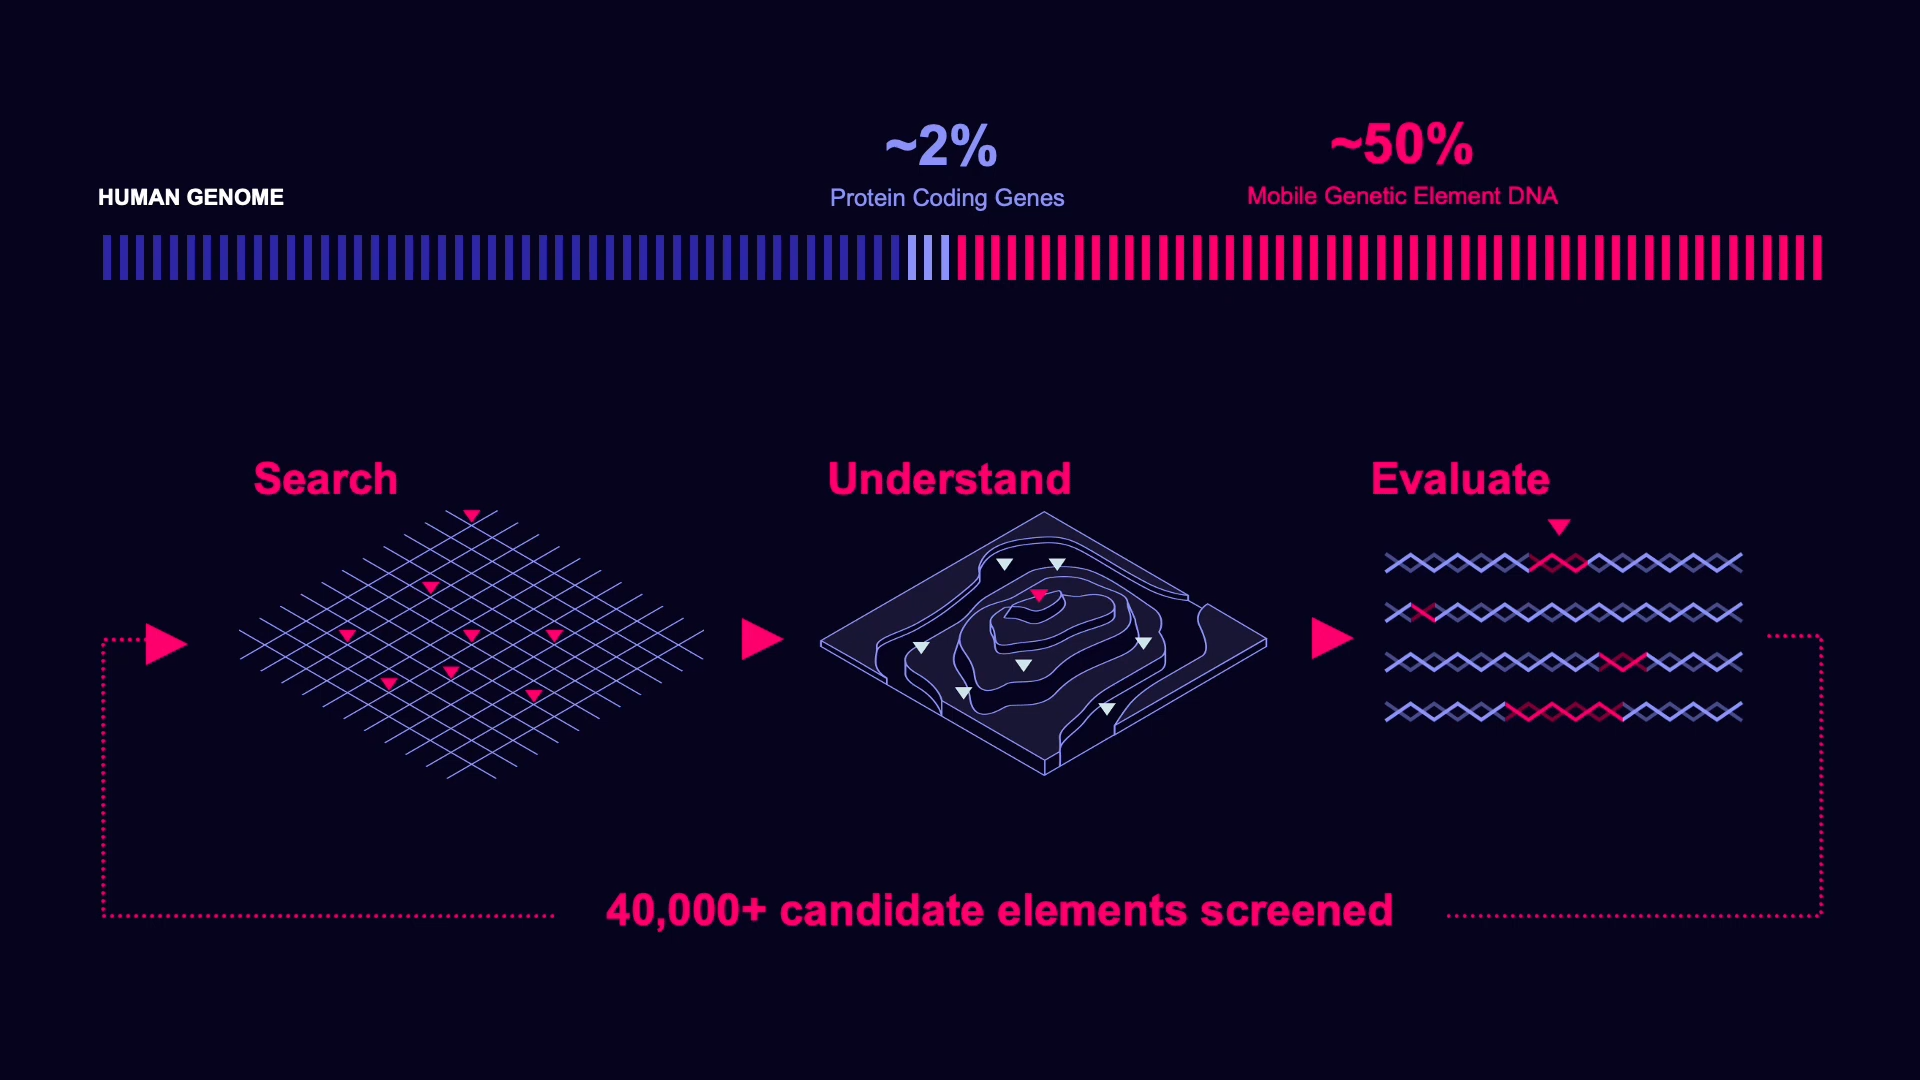 ~2%
~50%
HUMAN GENOME
Protein Coding Genes
Mobile Genetic Element DNA
Search
Understand
Evaluate
40,000+ candidate elements screened